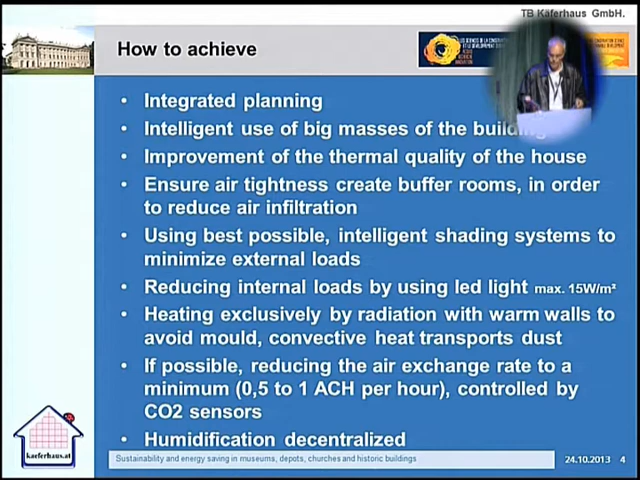 TB Käferhaus GmbH.
How to achieve
• Integrated planning
• Intelligent use of big masses of the building
• Improvement of the thermal quality of the house
• Ensure air tightness create buffer rooms, in order
to reduce air infiltration
• Using best possible, intelligent shading systems to
minimize external loads
• Reducing internal loads by using led light max. 15W/m²
• Heating exclusively by radiation with warm walls to
avoid mould, convective heat transports dust
• If possible, reducing the air exchange rate to a
minimum (0,5 to 1 ACH per hour), controlled by
CO2 sensors
• Humidification decentralized
kaeferhaus.at
Sustainability and energy saving in museums, depots, churches and historic buildings
24.10.2013 4